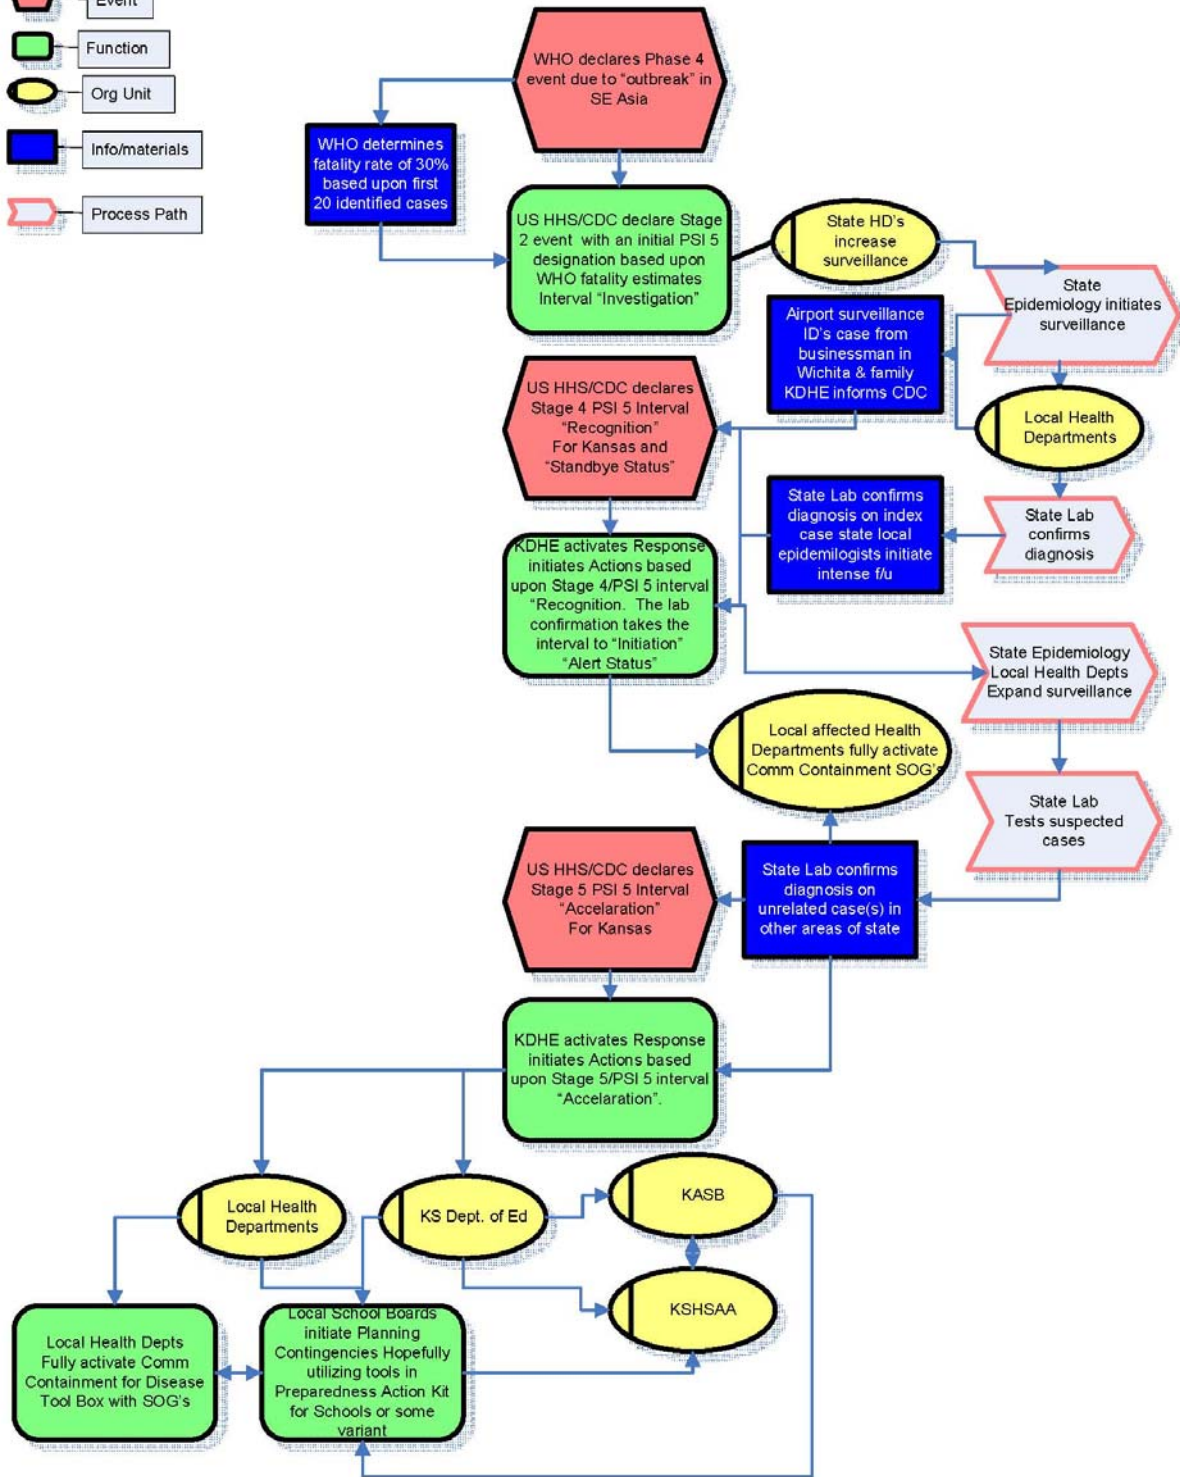 Event
Function
Org Unit
Info/materials
Process Path
WHO declares Phase 4
event due to “outbreak” in
SE Asia
WHO determines
fatality rate of 30%
based upon first
20 identified cases
US HHS/CDC declare Stage
2 event with an initial PSI 5
designation based upon
WHO fatality estimates
Interval “Investigation”
State HD’s
increase
surveillance
State
Epidemiology initiates
surveillance
Airport surveillance
ID’s case from
businessman in
Wichita & family
KDHE informs CDC
US HHS/CDC declares
Stage 4 PSI 5 Interval
“Recognition”
For Kansas and
“Standbye Status”
Local Health
Departments
State Lab confirms
diagnosis on index
case state local
epidemilogists initiate
intense f/u
State Lab
confirms
diagnosis
KDHE activates Response
initiates Actions based
upon Stage 4/PSI 5 interval
“Recognition. The lab
confirmation takes the
interval to “Initiation”
“Alert Status”
State Epidemiology
Local Health Depts
Expand surveillance
Local affected Health
Departments fully activate
Comm Containment SOG’s
State Lab
Tests suspected
cases
US HHS/CDC declares
Stage 5 PSI 5 Interval
“Accelaration”
For Kansas
State Lab confirms
diagnosis on
unrelated case(s) in
other areas of state
KDHE activates Response
initiates Actions based
upon Stage 5/PSI 5 interval
“Accelaration”.
Local Health
Departments
KS Dept. of Ed
KASB
KSHSAA
Local Health Depts
Fully activate Comm
Containment for Disease
Tool Box with SOG’s
Local School Boards
initiate Planning
Contingencies Hopefully
utilizing tools in
Preparedness Action Kit
for Schools or some
variant